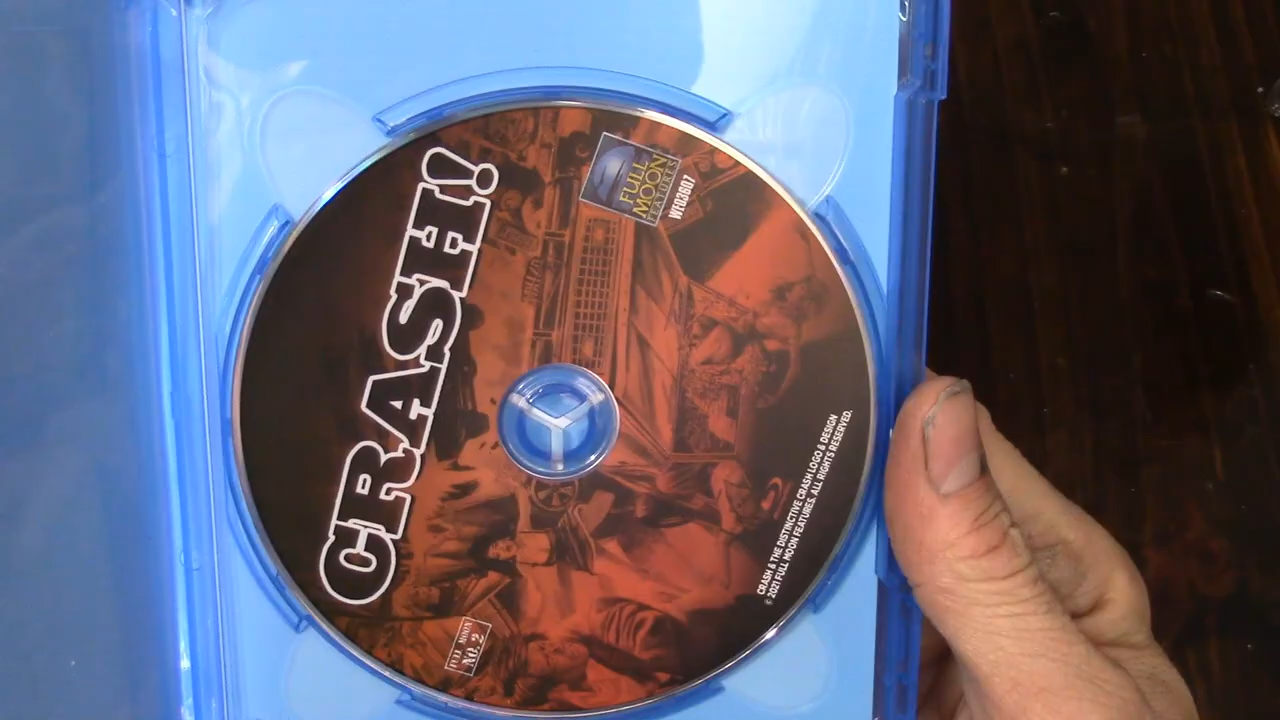 CRASH!
FULL
MOON
FEATURES
WFD3607
FULL MOON
NO. 2
CRASH & THE DISTINCTIVE CRASH LOGO & DESIGN
© 2021 FULL MOON FEATURES. ALL RIGHTS RESERVED.